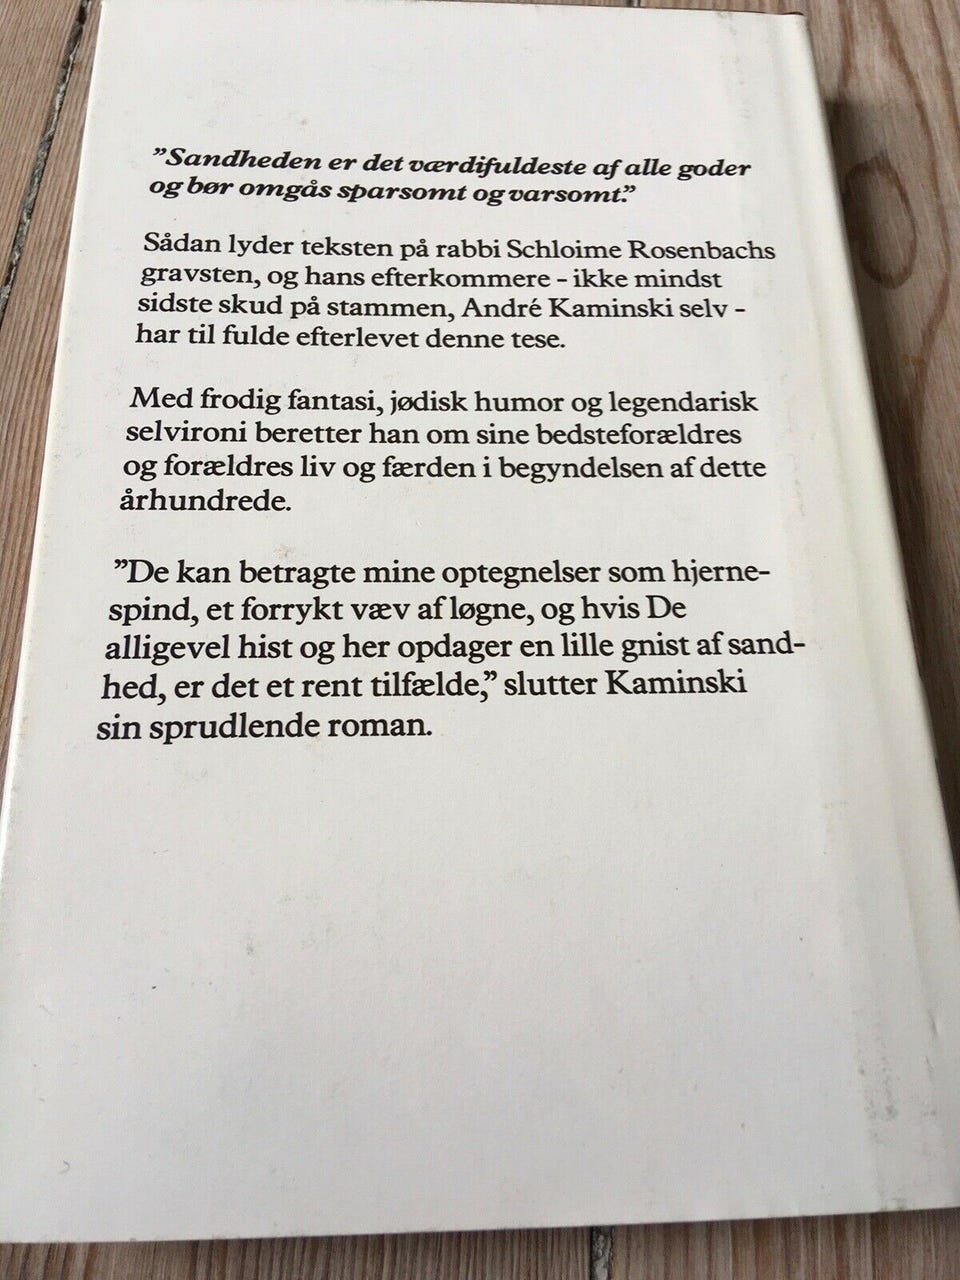 ”Sandheden er det værdifuldeste af alle goder
og bør omgås sparsomt og varsomt.”
Sådan lyder teksten på rabbi Schloime Rosenbachs
gravsten, og hans efterkommere – ikke mindst
sidste skud på stammen, André Kaminski selv –
har til fulde efterlevet denne tese.
Med frodig fantasi, jødisk humor og legendarisk
selvironi beretter han om sine bedsteforældres
og forældres liv og færden i begyndelsen af dette
århundrede.
”De kan betragte mine optegnelser som hjerne-
spind, et forrykt væv af løgne, og hvis De
alligevel hist og her opdager en lille gnist af sand-
hed, er det et rent tilfælde,” slutter Kaminski
sin sprudlende roman.